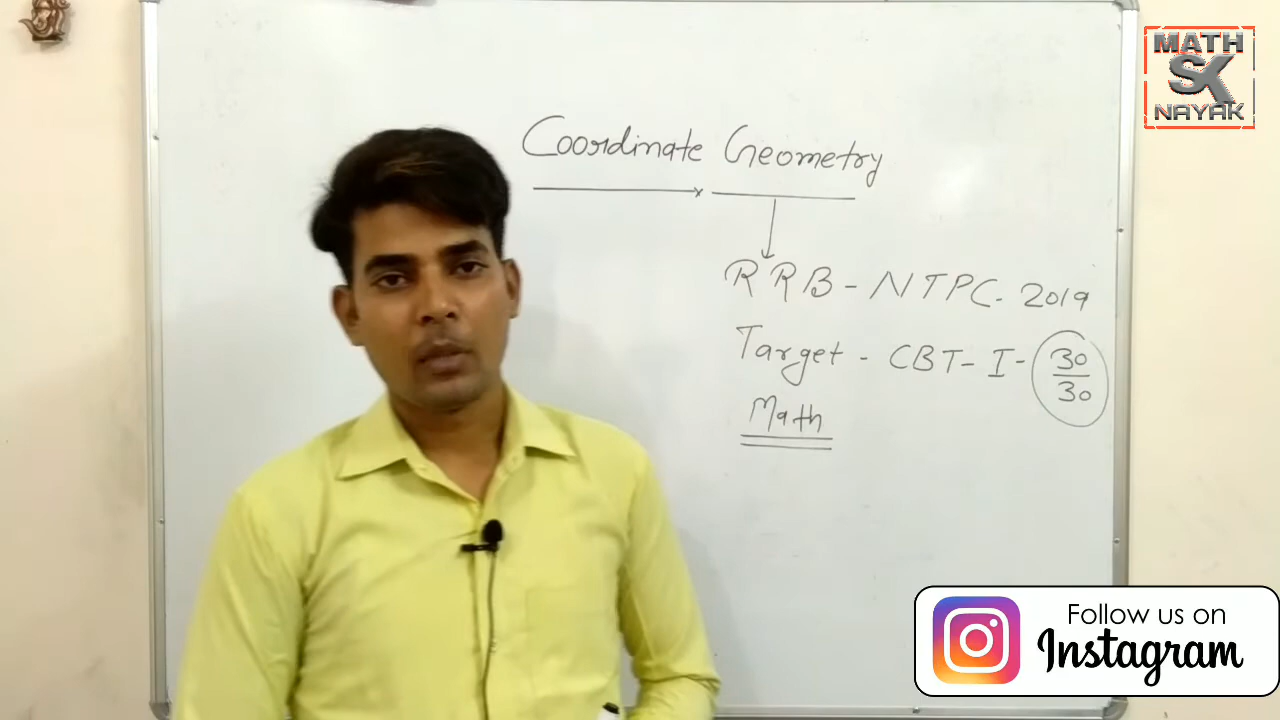 MATH
SK
NAYAK
Coordinate Geometry
RRB - NTPC. 2019
Target - CBT - I - 30/30
Math
Follow us on
Instagram